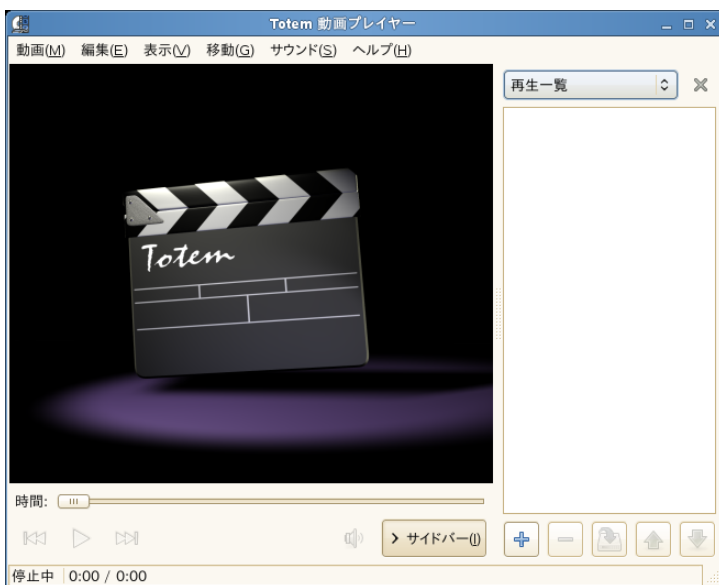 Totem 動画プレイヤー
動画(M) 編集(E) 表示(V) 移動(G) サウンド(S) ヘルプ(H)
再生一覧
Totem
時間:
サイドバー(I)
停止中 0:00 / 0:00